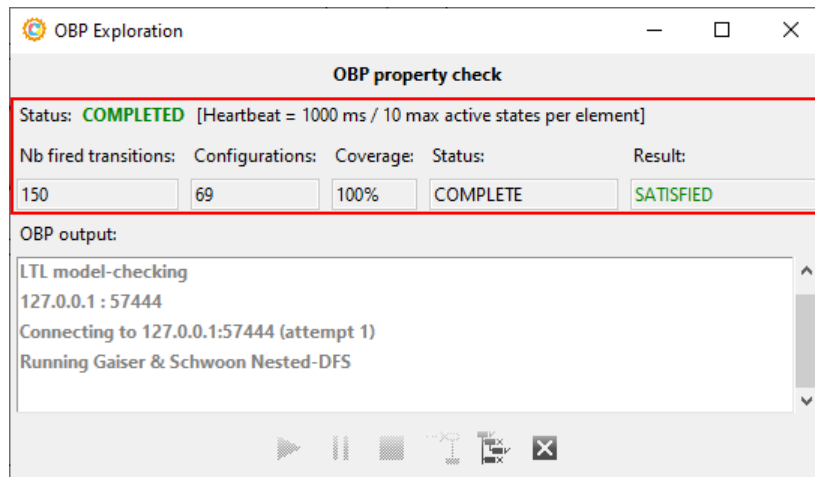 OBP Exploration
OBP property check
Status: COMPLETED [Heartbeat = 1000 ms / 10 max active states per element]
Nb fired transitions: Configurations: Coverage: Status: Result:
150 69 100% COMPLETE SATISFIED
OBP output:
LTL model-checking
127.0.0.1 : 57444
Connecting to 127.0.0.1:57444 (attempt 1)
Running Gaiser & Schwoon Nested-DFS